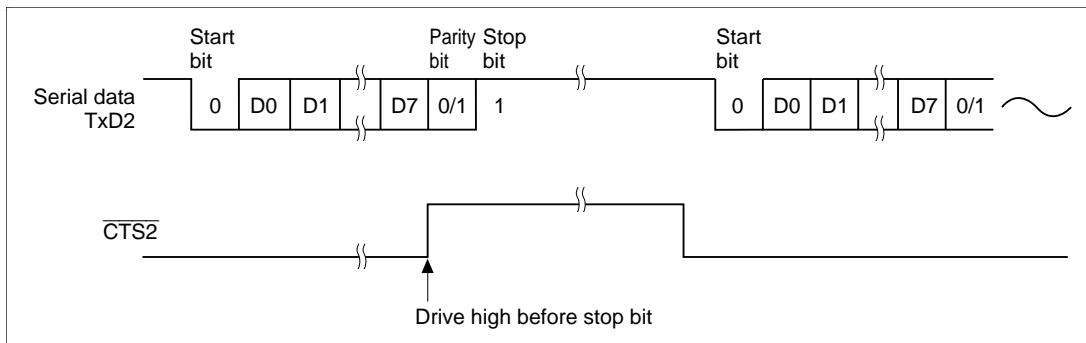 Start
bit
Parity
bit
Stop
bit
Start
bit
Serial data
TxD2
0
D0
D1
D7
0/1
1
0
D0
D1
D7
0/1
CTS2
Drive high before stop bit